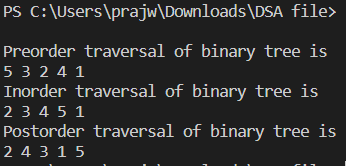 PS C:\Users\prajw\Downloads\DSA file>
Preorder traversal of binary tree is
5 3 2 4 1
Inorder traversal of binary tree is
2 3 4 5 1
Postorder traversal of binary tree is
2 4 3 1 5